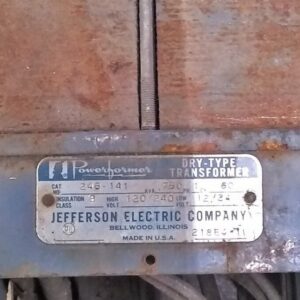 Powerformer DRY-TYPE
TRANSFORMER
CAT NO 246-141 KVA .750 60
INSULATION CLASS HIGH VOLT 120/240 LOW VOLT 12/24
JEFFERSON ELECTRIC COMPANY
BELLWOOD, ILLINOIS
MADE IN U.S.A.